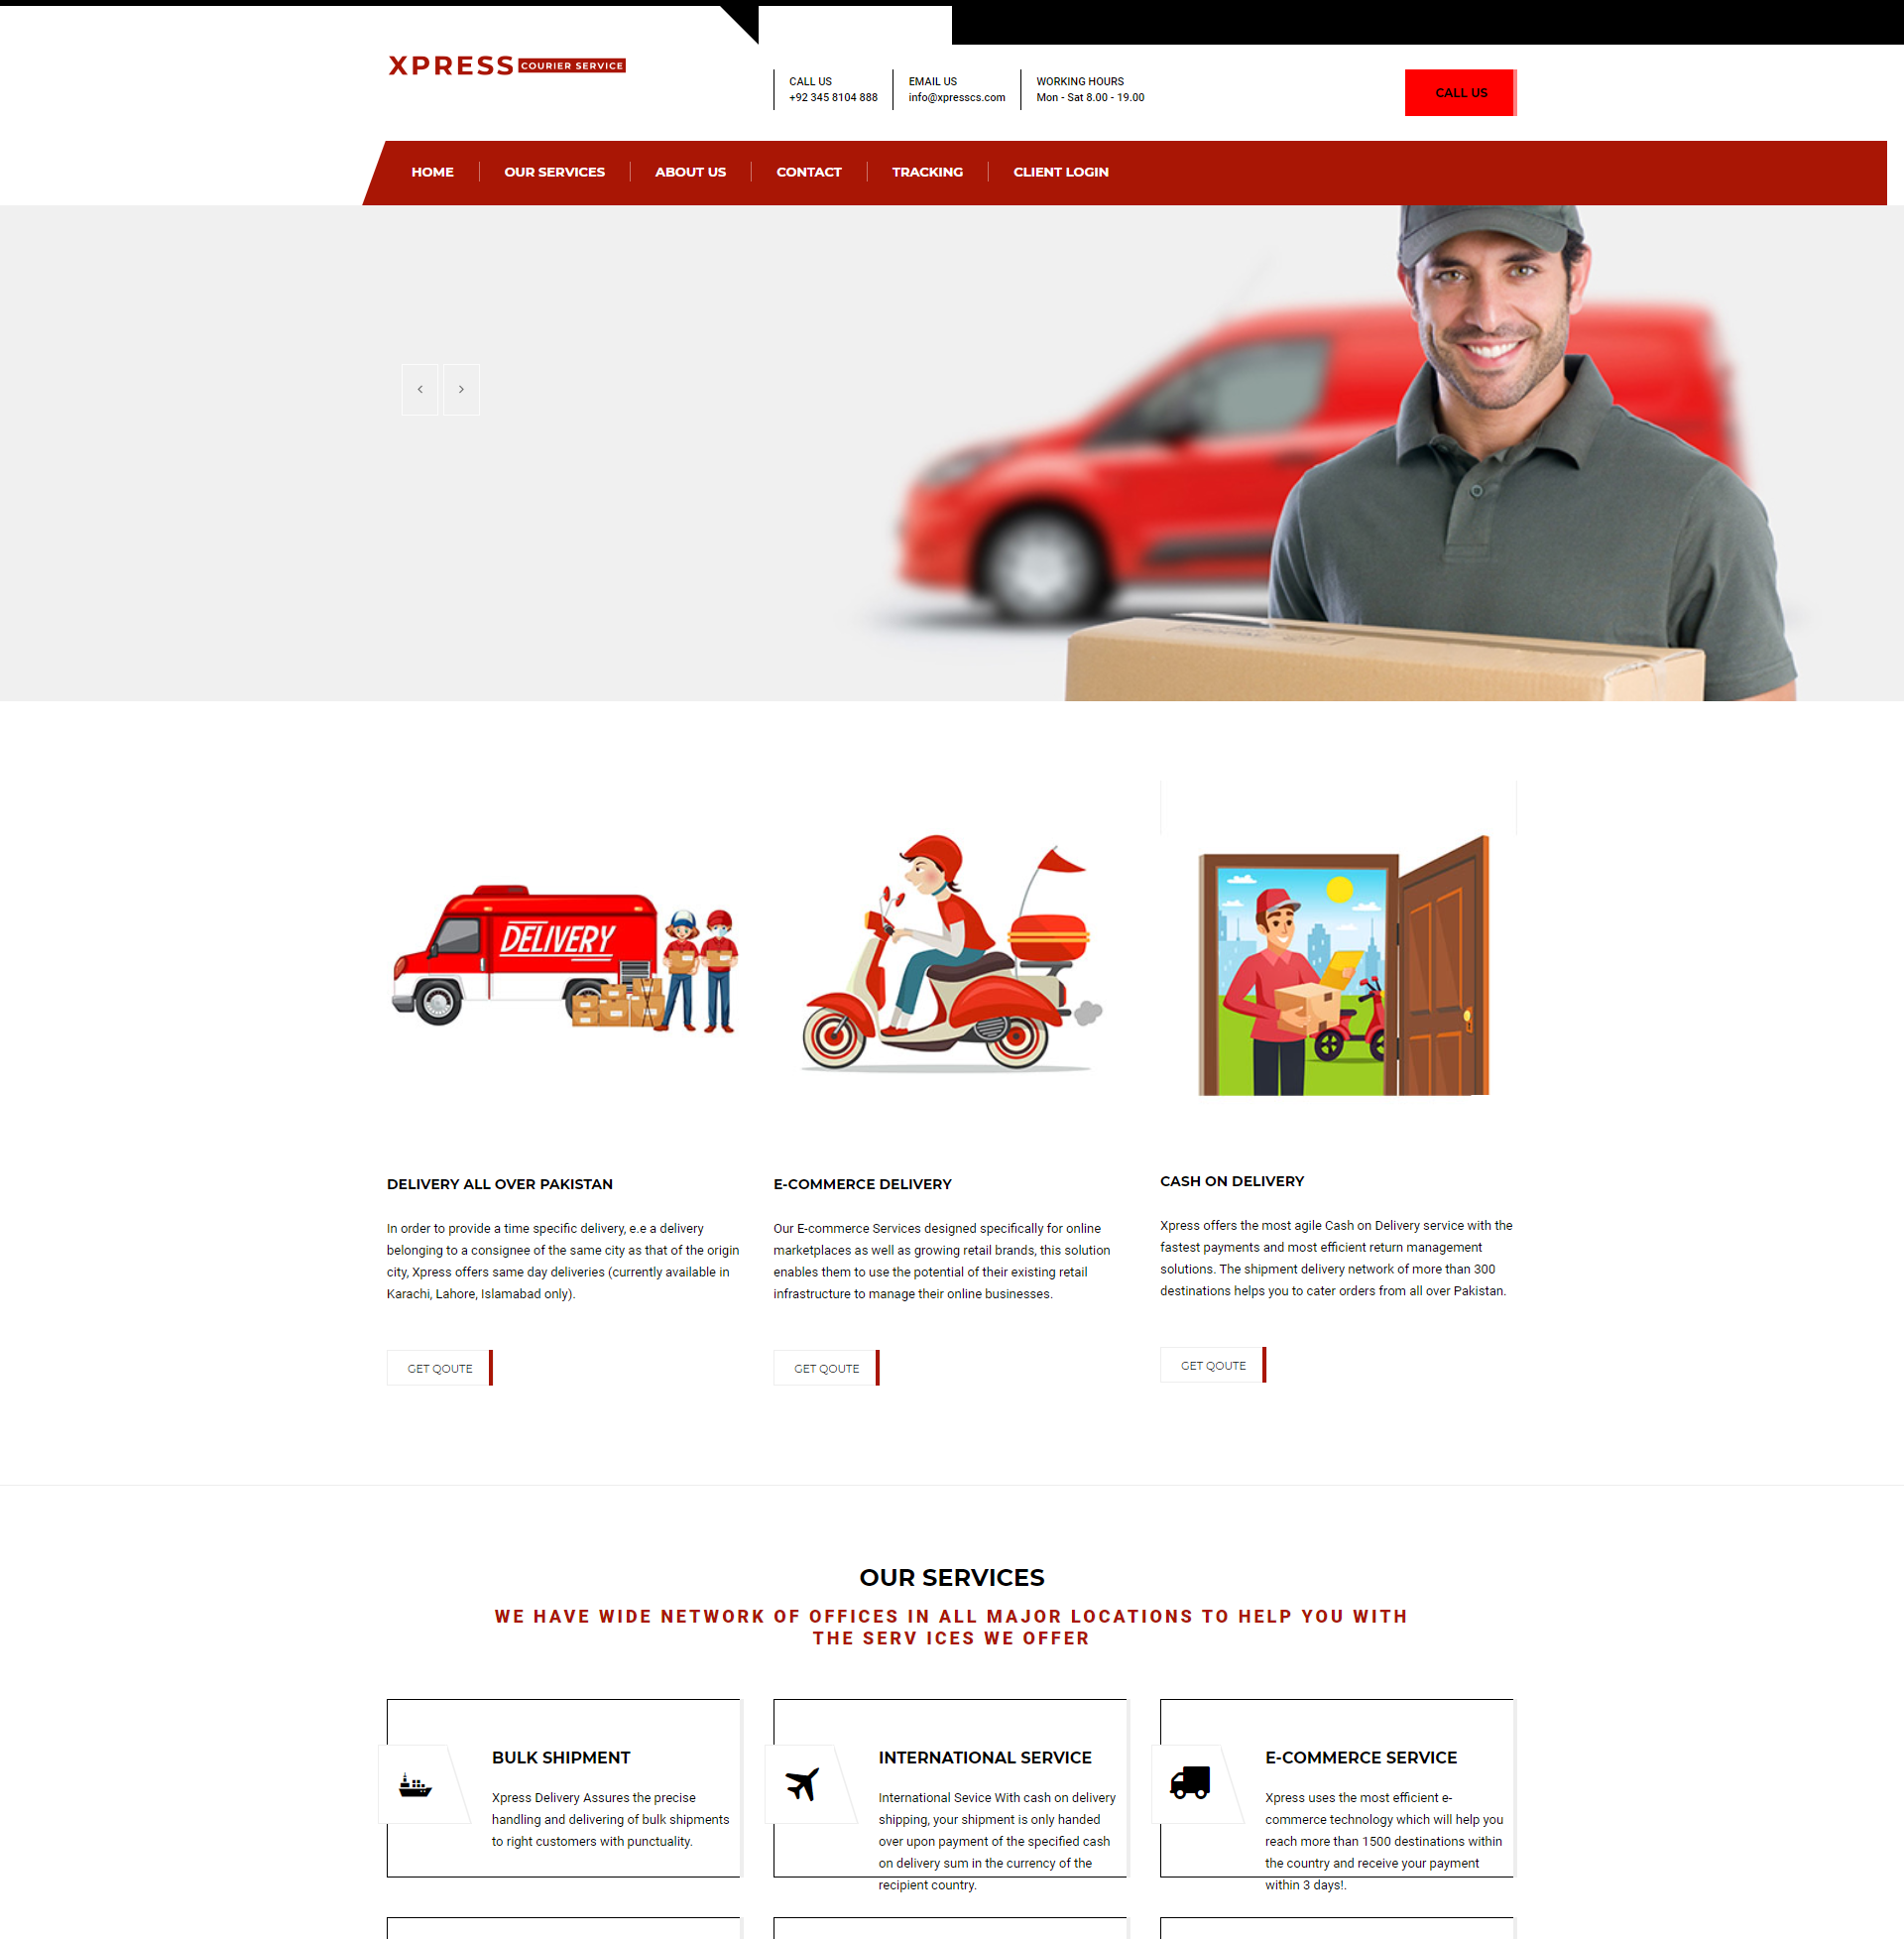 XPRESS COURIER SERVICE
CALL US
+92 345 8104 888
EMAIL US
info@xpresscs.com
WORKING HOURS
Mon - Sat 8.00 - 19.00
CALL US
HOME
OUR SERVICES
ABOUT US
CONTACT
TRACKING
CLIENT LOGIN
DELIVERY
DELIVERY ALL OVER PAKISTAN
In order to provide a time specific delivery, e.e a delivery
belonging to a consignee of the same city as that of the origin
city, Xpress offers same day deliveries (currently available in
Karachi, Lahore, Islamabad only).
GET QOUTE
E-COMMERCE DELIVERY
Our E-commerce Services designed specifically for online
marketplaces as well as growing retail brands, this solution
enables them to use the potential of their existing retail
infrastructure to manage their online businesses.
GET QOUTE
CASH ON DELIVERY
Xpress offers the most agile Cash on Delivery service with the
fastest payments and most efficient return management
solutions. The shipment delivery network of more than 300
destinations helps you to cater orders from all over Pakistan.
GET QOUTE
OUR SERVICES
WE HAVE WIDE NETWORK OF OFFICES IN ALL MAJOR LOCATIONS TO HELP YOU WITH
THE SERV ICES WE OFFER
BULK SHIPMENT
Xpress Delivery Assures the precise
handling and delivering of bulk shipments
to right customers with punctuality.
INTERNATIONAL SERVICE
International Sevice With cash on delivery
shipping, your shipment is only handed
over upon payment of the specified cash
on delivery sum in the currency of the
recipient country.
E-COMMERCE SERVICE
Xpress uses the most efficient e-
commerce technology which will help you
reach more than 1500 destinations within
the country and receive your payment
within 3 days!.